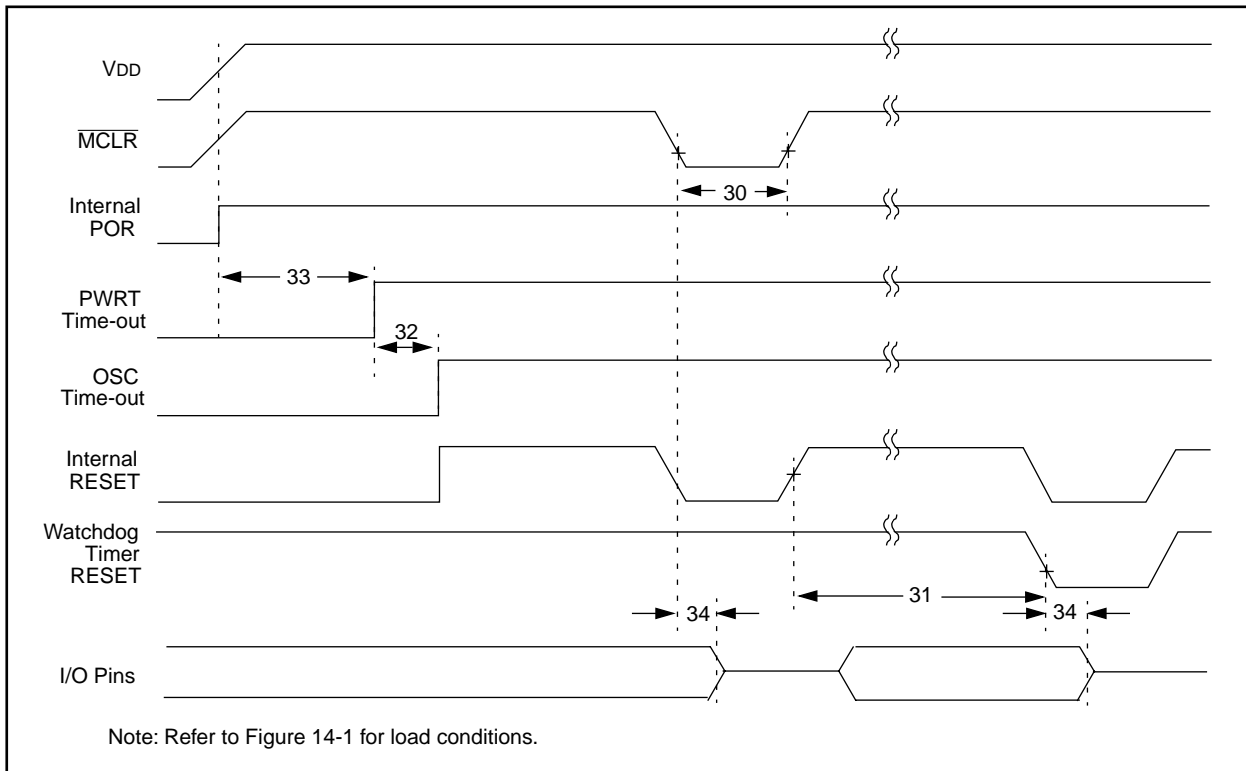 VDD
MCLR
30
Internal
POR
33
PWRT
Time-out
32
OSC
Time-out
Internal
RESET
Watchdog
Timer
RESET
31
34
34
I/O Pins
Note: Refer to Figure 14-1 for load conditions.